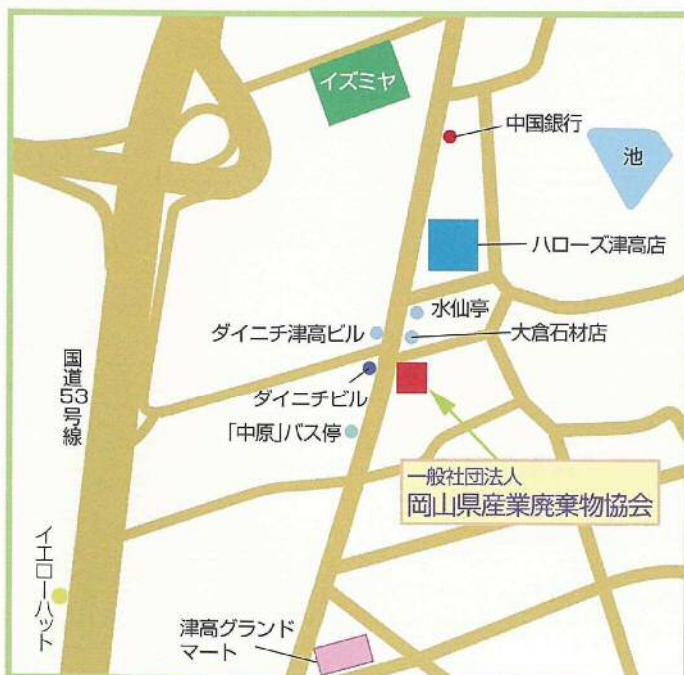 イズミヤ
中国銀行
池
ハローズ津高店
水仙亭
ダイニチ津高ビル
大倉石材店
国道53号線
ダイニチビル
「中原」バス停
一般社団法人
岡山県産業廃棄物協会
イエローハット
津高グランド
マート